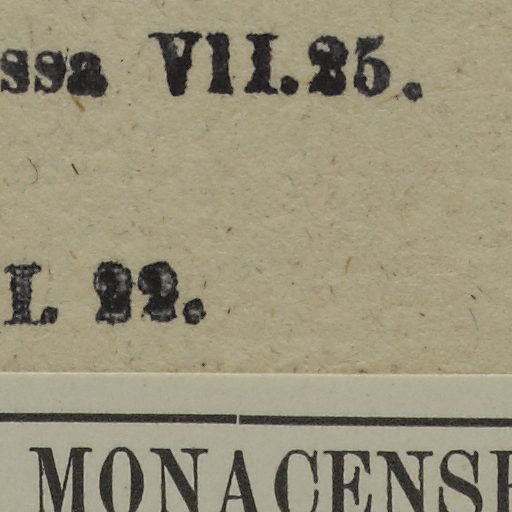 ssa VII.25.
I. 22.
MONACENSE